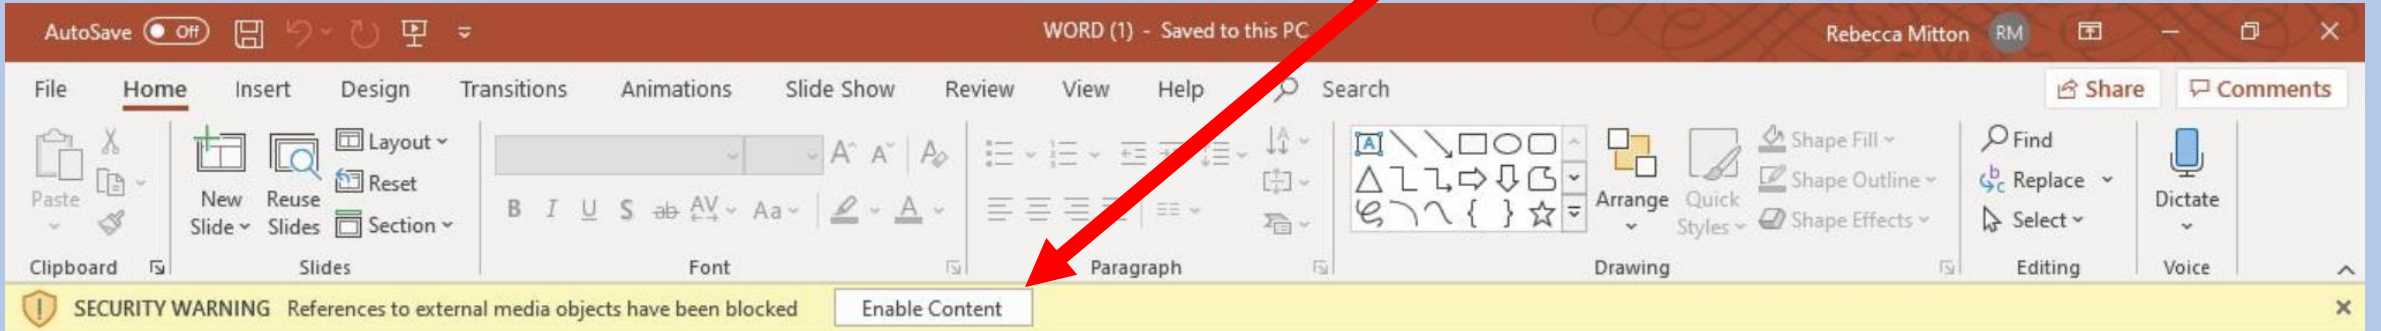 AutoSave Off WORD (1) - Saved to this PC Rebecca Mitton RM
File Home Insert Design Transitions Animations Slide Show Review View Help Search Share Comments
Paste New Slide Reuse Slides Layout Reset Section
B I U S ab AV Aa A
A A A
Arrange Quick Styles Shape Fill Shape Outline Shape Effects
Find Replace Select Dictate
Clipboard Slides Font Paragraph Drawing Editing Voice
SECURITY WARNING References to external media objects have been blocked Enable Content